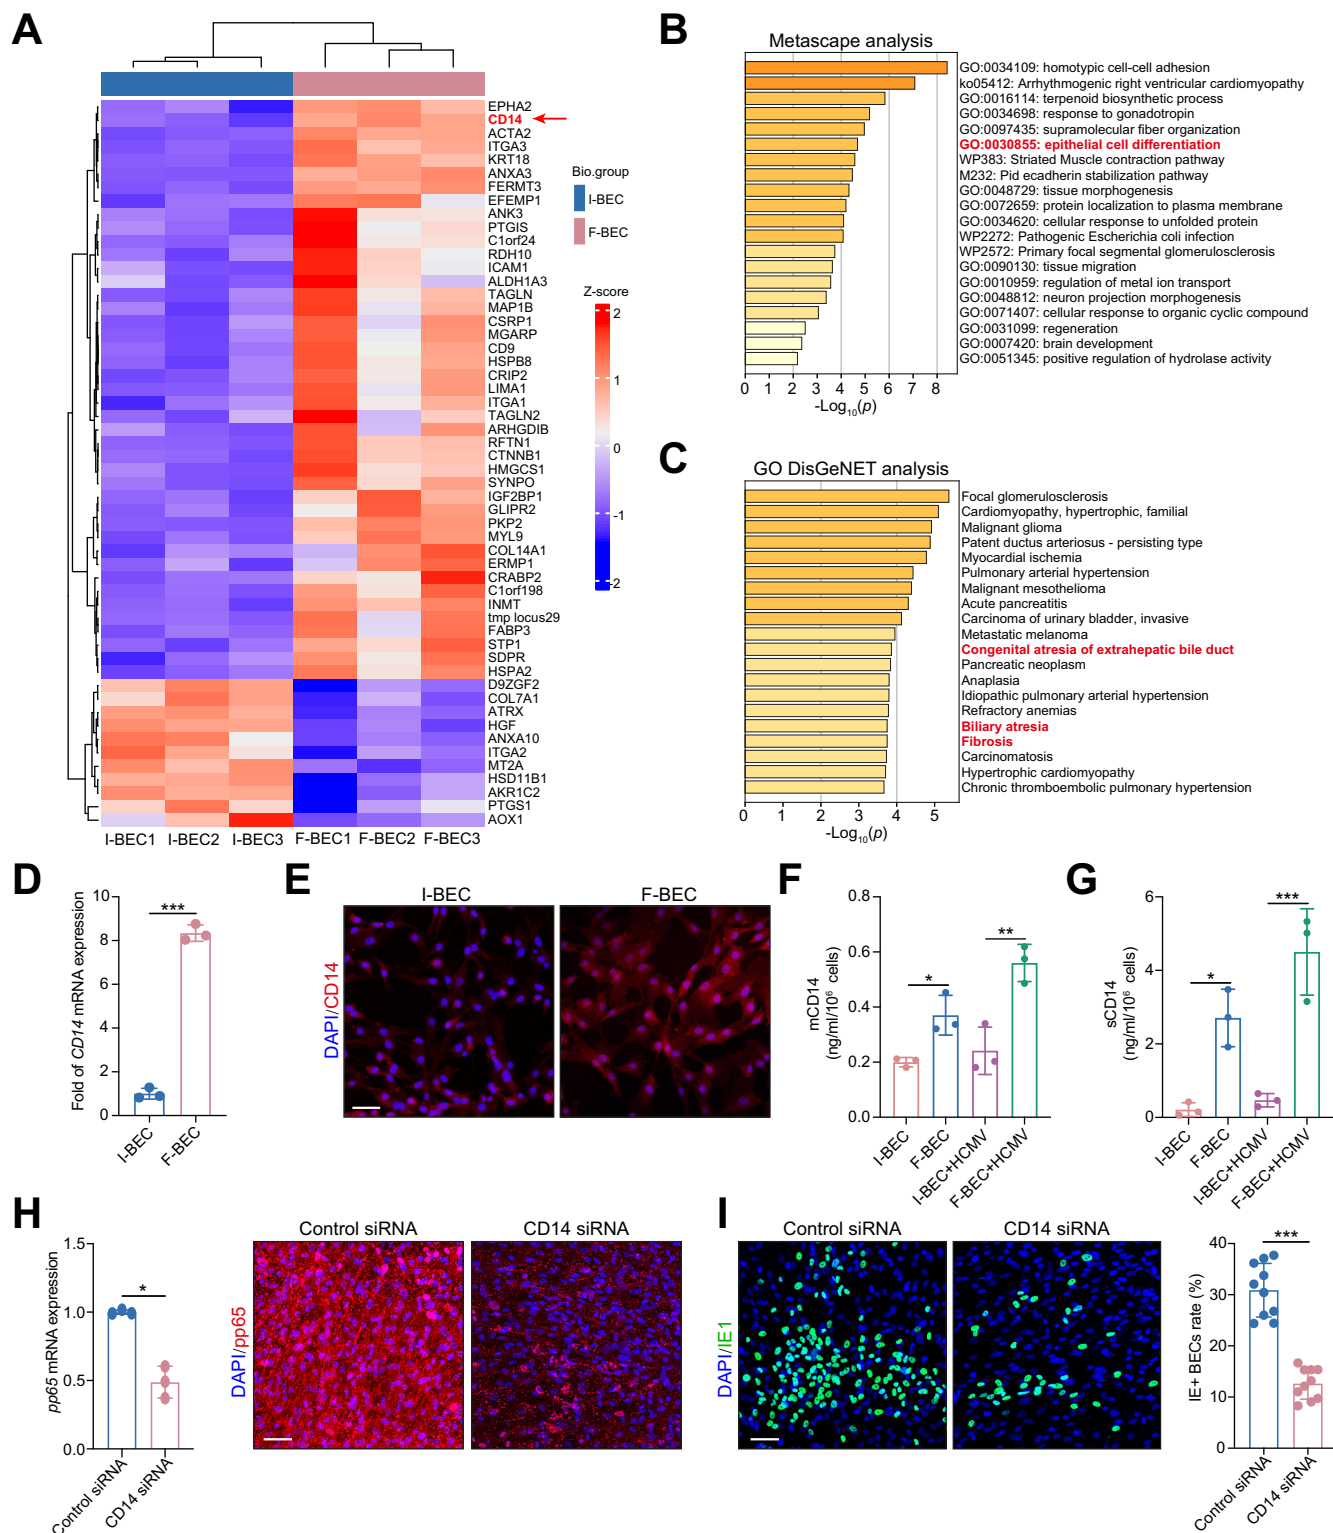 A
EPHA2
CD14
ACTA2
ITGA3
KRT18
ANXA3
FERMT3
EFEMP1
ANK3
PTGIS
C1orf24
RDH10
ICAM1
ALDH1A3
TAGLN
MAP1B
CSRP1
MGARP
CD9
HSPB8
CRIP2
LIMA1
ITGA1
TAGLN2
ARHGDIB
RFTN1
CTNNB1
HMGCS1
SYNPO
IGF2BP1
GLIPR2
PKP2
MYL9
COL14A1
ERMP1
CRABP2
C1orf198
INMT
tmp locus29
FABP3
STP1
SDPR
HSPA2
D9ZGF2
COL7A1
ATRX
HGF
ANXA10
ITGA2
MT2A
HSD11B1
AKR1C2
PTGS1
AOX1
I-BEC1 I-BEC2 I-BEC3 F-BEC1 F-BEC2 F-BEC3
Bio.group
I-BEC
F-BEC
Z-score
2
1
0
-1
-2
B
Metascape analysis
GO:0034109: homotypic cell-cell adhesion
ko05412: Arrhythmogenic right ventricular cardiomyopathy
GO:0016114: terpenoid biosynthetic process
GO:0034698: response to gonadotropin
GO:0097435: supramolecular fiber organization
GO:0030855: epithelial cell differentiation
WP383: Striated Muscle contraction pathway
M232: Pid ecadherin stabilization pathway
GO:0048729: tissue morphogenesis
GO:0072659: protein localization to plasma membrane
GO:0034620: cellular response to unfolded protein
WP2272: Pathogenic Escherichia coli infection
WP2572: Primary focal segmental glomerulosclerosis
GO:0090130: tissue migration
GO:0010959: regulation of metal ion transport
GO:0048812: neuron projection morphogenesis
GO:0071407: cellular response to organic cyclic compound
GO:0031099: regeneration
GO:0007420: brain development
GO:0051345: positive regulation of hydrolase activity
0 1 2 3 4 5 6 7 8
-Log10(p)
C
GO DisGeNET analysis
Focal glomerulosclerosis
Cardiomyopathy, hypertrophic, familial
Malignant glioma
Patent ductus arteriosus - persisting type
Myocardial ischemia
Pulmonary arterial hypertension
Malignant mesothelioma
Acute pancreatitis
Carcinoma of urinary bladder, invasive
Metastatic melanoma
Congenital atresia of extrahepatic bile duct
Pancreatic neoplasm
Anaplasia
Idiopathic pulmonary arterial hypertension
Refractory anemias
Biliary atresia
Fibrosis
Carcinomatosis
Hypertrophic cardiomyopathy
Chronic thromboembolic pulmonary hypertension
0 1 2 3 4 5
-Log10(p)
D
Fold of CD14 mRNA expression
10
8
6
4
2
0
***
I-BEC
F-BEC
E
I-BEC
F-BEC
DAPI/CD14
F
mCD14
(ng/ml/10⁶ cells)
0.8
0.6
0.4
0.2
0.0
*
**
I-BEC
F-BEC
I-BEC+HCMV
F-BEC+HCMV
G
sCD14
(ng/ml/10⁶ cells)
6
4
2
0
*
***
I-BEC
F-BEC
I-BEC+HCMV
F-BEC+HCMV
H
pp65 mRNA expression
1.5
1.0
0.5
0.0
*
Control siRNA
CD14 siRNA
Control siRNA
CD14 siRNA
DAPI/pp65
I
Control siRNA
CD14 siRNA
DAPI/IE1
IE+ BECs rate (%)
40
30
20
10
0
***
Control siRNA
CD14 siRNA